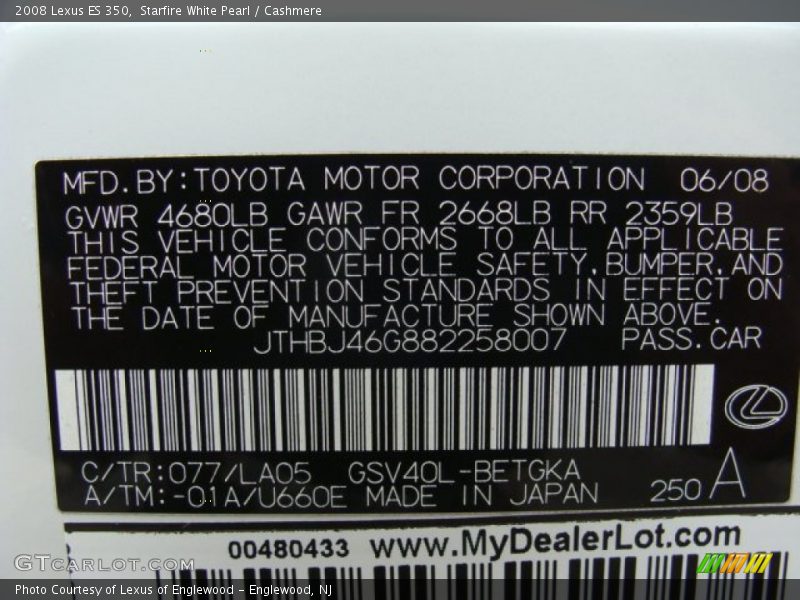 2008 Lexus ES 350, Starfire White Pearl / Cashmere
MFD.BY:TOYOTA MOTOR CORPORATION 06/08
GVWR 4680LB GAWR FR 2668LB RR 2359LB
THIS VEHICLE CONFORMS TO ALL APPLICABLE
FEDERAL MOTOR VEHICLE SAFETY,BUMPER,AND
THEFT PREVENTION STANDARDS IN EFFECT ON
THE DATE OF MANUFACTURE SHOWN ABOVE.
JTHBJ46G882258007 PASS.CAR
C/TR:077/LA05 GSV40L-BETGKA
A/TM:-01A/U660E MADE IN JAPAN 250 A
00480433 www.MyDealerLot.com
GTcarlot.com
Photo Courtesy of Lexus of Englewood - Englewood, NJ